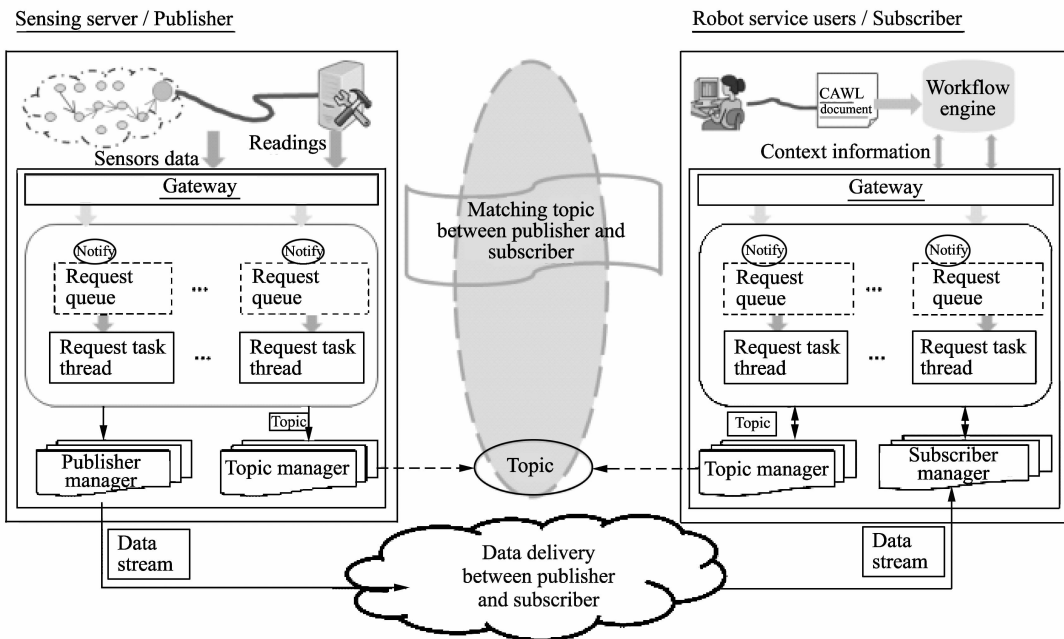 Sensing server / Publisher
Readings
Sensors data
Gateway
Notify
Request
queue
...
Notify
Request
queue
Request task
thread
...
Request task
thread
Topic
Publisher
manager
Topic manager
Data
stream
Matching topic
between publisher and
subscriber
Topic
Data delivery
between publisher
and subscriber
Robot service users / Subscriber
CAWL
document
Workflow
engine
Context information
Gateway
Notify
Request
queue
...
Notify
Request
queue
Request task
thread
...
Request task
thread
Topic
Topic manager
Subscriber
manager
Data
stream